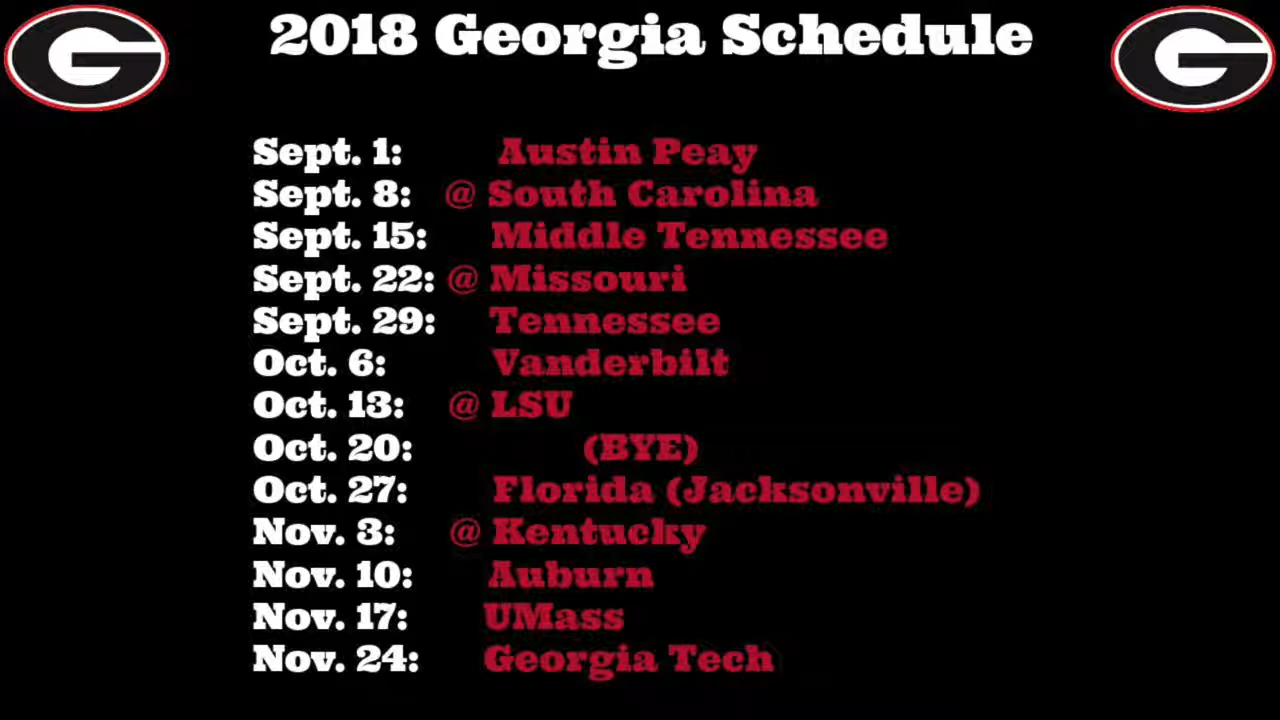 2018 Georgia Schedule
G G
Sept. 1: Austin Peay
Sept. 8: @ South Carolina
Sept. 15: Middle Tennessee
Sept. 22: @ Missouri
Sept. 29: Tennessee
Oct. 6: Vanderbilt
Oct. 13: @ LSU
Oct. 20: (BYE)
Oct. 27: Florida (Jacksonville)
Nov. 3: @ Kentucky
Nov. 10: Auburn
Nov. 17: UMass
Nov. 24: Georgia Tech